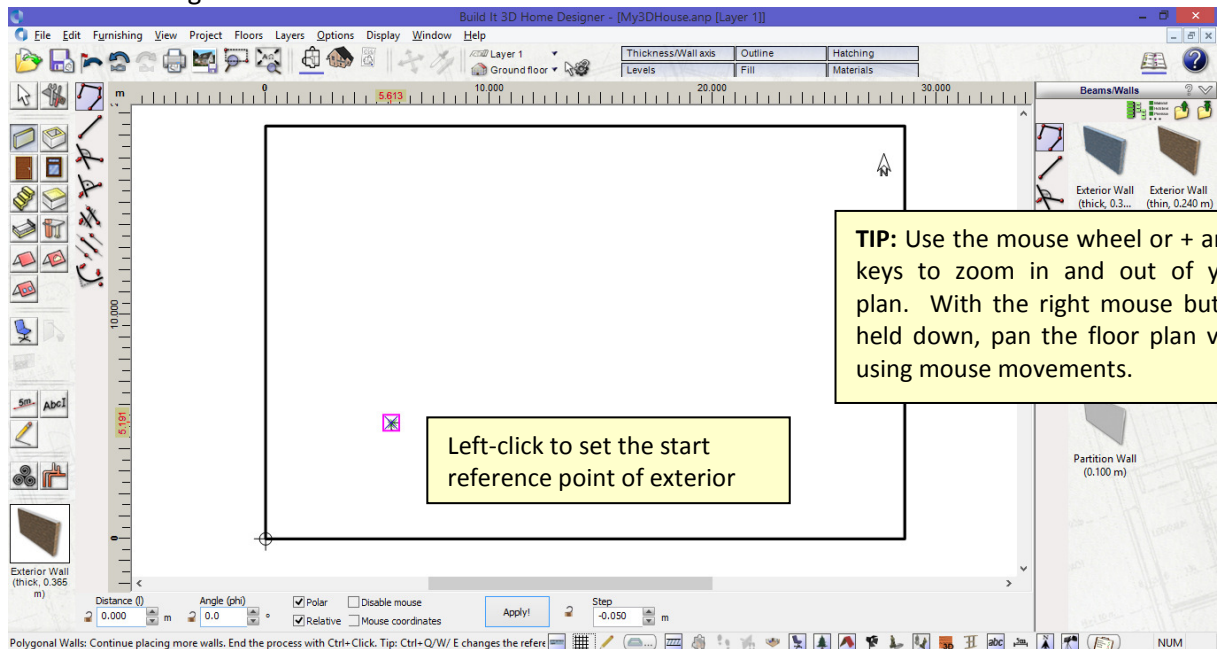 Build It 3D Home Designer - [My3DHouse.anp [Layer 1]]
File Edit Furnishing View Project Floors Layers Options Display Window Help
Layer 1
Ground floor
Thickness/Wall axis Outline Hatching
Levels Fill Materials
m 0 5.613 10.000 20.000 30.000
Beams/Walls
Exterior Wall (thick, 0.3...
Exterior Wall (thin, 0.240 m)
N
TIP: Use the mouse wheel or + a
keys to zoom in and out of y
plan. With the right mouse but
held down, pan the floor plan v
using mouse movements.
10.000
5m AbcI
5.191
Left-click to set the start
reference point of exterior
Partition Wall
(0.100 m)
0
Exterior Wall
(thick, 0.365
m)
Distance (l) Angle (phi) Polar Disable mouse Step
0.000 m 0.0 ° Relative Mouse coordinates Apply! -0.050 m
Polygonal Walls: Continue placing more walls. End the process with Ctrl+Click. Tip: Ctrl+Q/W/ E changes the refere 3D abc NUM